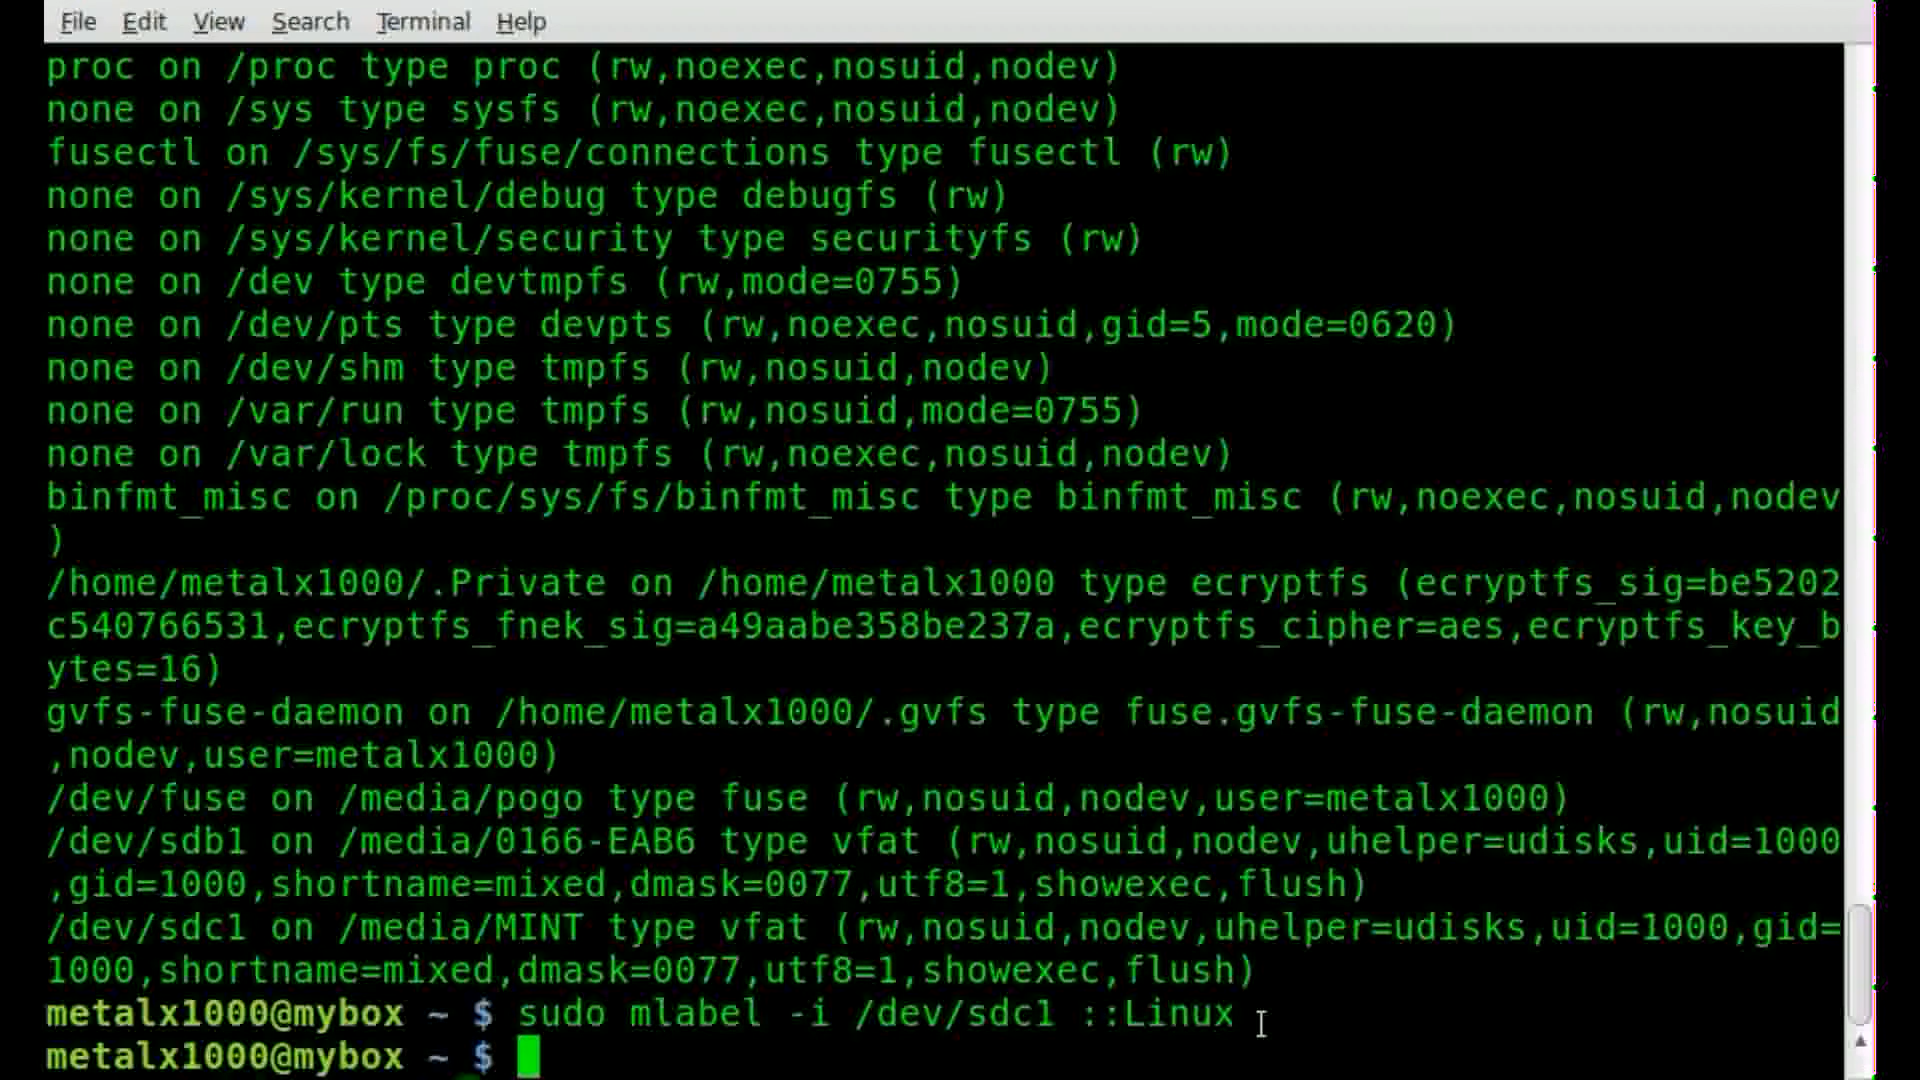 File Edit View Search Terminal Help
proc on /proc type proc (rw,noexec,nosuid,nodev)
none on /sys type sysfs (rw,noexec,nosuid,nodev)
fusectl on /sys/fs/fuse/connections type fusectl (rw)
none on /sys/kernel/debug type debugfs (rw)
none on /sys/kernel/security type securityfs (rw)
none on /dev type devtmpfs (rw,mode=0755)
none on /dev/pts type devpts (rw,noexec,nosuid,gid=5,mode=0620)
none on /dev/shm type tmpfs (rw,nosuid,nodev)
none on /var/run type tmpfs (rw,nosuid,mode=0755)
none on /var/lock type tmpfs (rw,noexec,nosuid,nodev)
binfmt_misc on /proc/sys/fs/binfmt_misc type binfmt_misc (rw,noexec,nosuid,nodev
)
/home/metalx1000/.Private on /home/metalx1000 type ecryptfs (ecryptfs_sig=be5202
c540766531,ecryptfs_fnek_sig=a49aabe358be237a,ecryptfs_cipher=aes,ecryptfs_key_b
ytes=16)
gvfs-fuse-daemon on /home/metalx1000/.gvfs type fuse.gvfs-fuse-daemon (rw,nosuid
,nodev,user=metalx1000)
/dev/fuse on /media/pogo type fuse (rw,nosuid,nodev,user=metalx1000)
/dev/sdb1 on /media/0166-EAB6 type vfat (rw,nosuid,nodev,uhelper=udisks,uid=1000
,gid=1000,shortname=mixed,dmask=0077,utf8=1,showexec,flush)
/dev/sdc1 on /media/MINT type vfat (rw,nosuid,nodev,uhelper=udisks,uid=1000,gid=
1000,shortname=mixed,dmask=0077,utf8=1,showexec,flush)
metalx1000@mybox ~ $ sudo mlabel -i /dev/sdc1 ::Linux
metalx1000@mybox ~ $